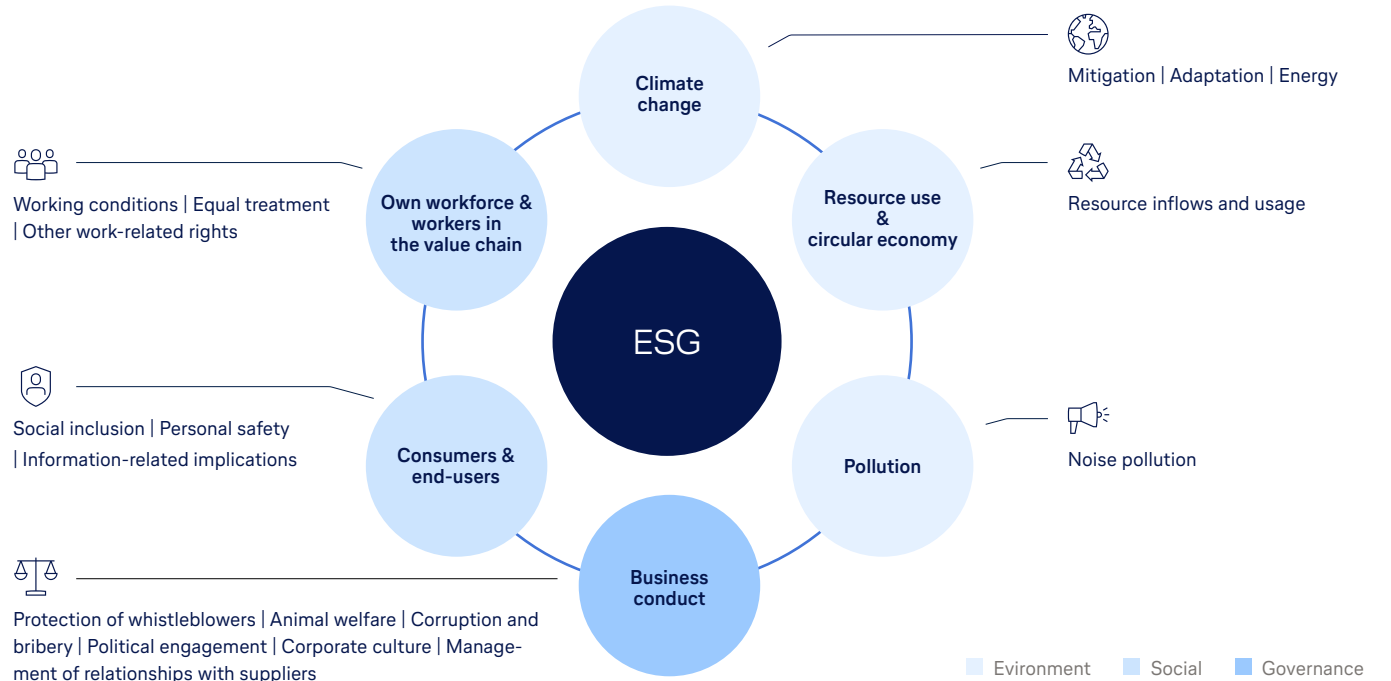 Climate
change
Mitigation | Adaptation | Energy
Own workforce &
workers in
the value chain
Working conditions | Equal treatment
| Other work-related rights
Resource use
&
circular economy
Resource inflows and usage
ESG
Consumers &
end-users
Social inclusion | Personal safety
| Information-related implications
Pollution
Noise pollution
Business
conduct
Protection of whistleblowers | Animal welfare | Corruption and
bribery | Political engagement | Corporate culture | Manage-
ment of relationships with suppliers
Evironment
Social
Governance